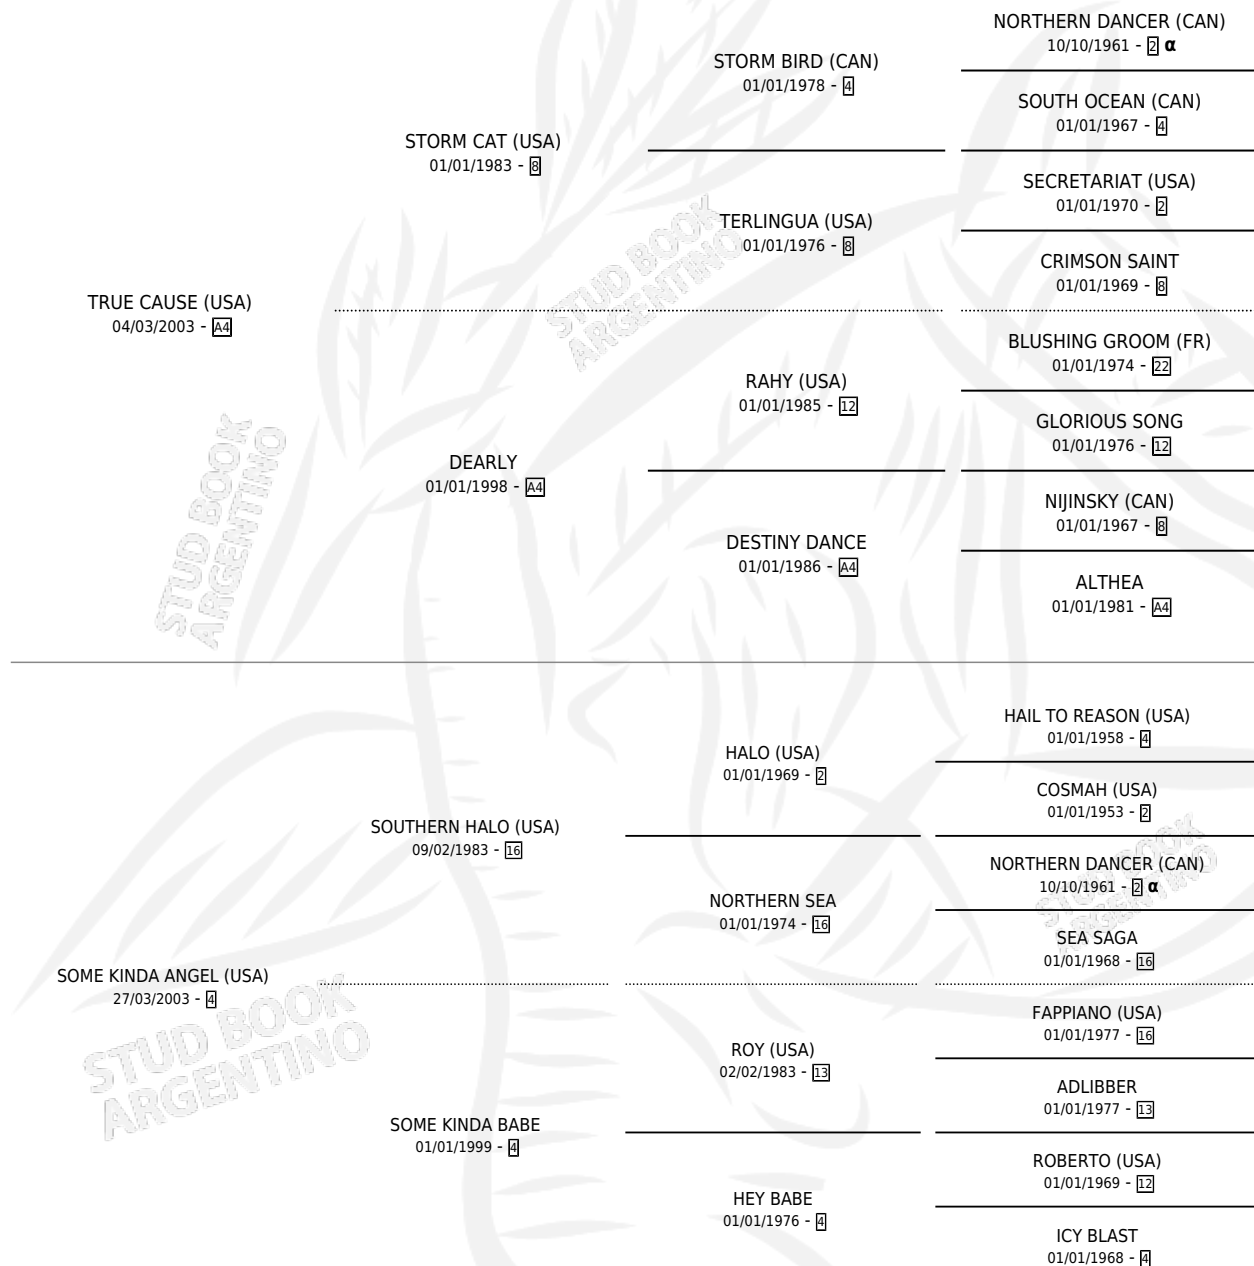 NORTHERN DANCER (CAN)
10/10/1961 - 2 α
STORM BIRD (CAN)
01/01/1978 - 4
SOUTH OCEAN (CAN)
01/01/1967 - 4
STORM CAT (USA)
01/01/1983 - 8
SECRETARIAT (USA)
01/01/1970 - 2
TERLINGUA (USA)
01/01/1976 - 8
CRIMSON SAINT
01/01/1969 - 8
TRUE CAUSE (USA)
04/03/2003 - A4
BLUSHING GROOM (FR)
01/01/1974 - 22
RAHY (USA)
01/01/1985 - 12
GLORIOUS SONG
01/01/1976 - 12
DEARLY
01/01/1998 - A4
NIJINSKY (CAN)
01/01/1967 - 8
DESTINY DANCE
01/01/1986 - A4
ALTHEA
01/01/1981 - A4
HAIL TO REASON (USA)
01/01/1958 - 4
HALO (USA)
01/01/1969 - 2
COSMAH (USA)
01/01/1953 - 2
SOUTHERN HALO (USA)
09/02/1983 - 16
NORTHERN DANCER (CAN)
10/10/1961 - 2 α
NORTHERN SEA
01/01/1974 - 16
SEA SAGA
01/01/1968 - 16
SOME KINDA ANGEL (USA)
27/03/2003 - 4
FAPPIANO (USA)
01/01/1977 - 16
ROY (USA)
02/02/1983 - 13
ADLIBBER
01/01/1977 - 13
SOME KINDA BABE
01/01/1999 - 4
ROBERTO (USA)
01/01/1969 - 12
HEY BABE
01/01/1976 - 4
ICY BLAST
01/01/1968 - 4
STUD BOOK
ARGENTINO
STUD BOOK
ARGENTINO
STUD BOOK
ARGENTINO
STUD BOOK
ARGENTINO